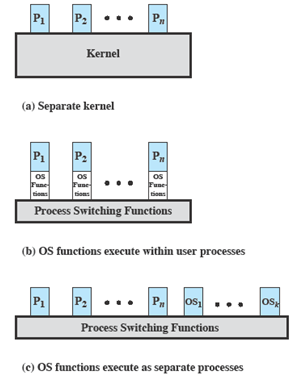 P1 P2 • • • Pn
Kernel
(a) Separate kernel
P1 P2 Pn
OS Func- tions OS Func- tions • • • OS Func- tions
Process Switching Functions
(b) OS functions execute within user processes
P1 P2 • • • Pn OS1 • • • OSk
Process Switching Functions
(c) OS functions execute as separate processes